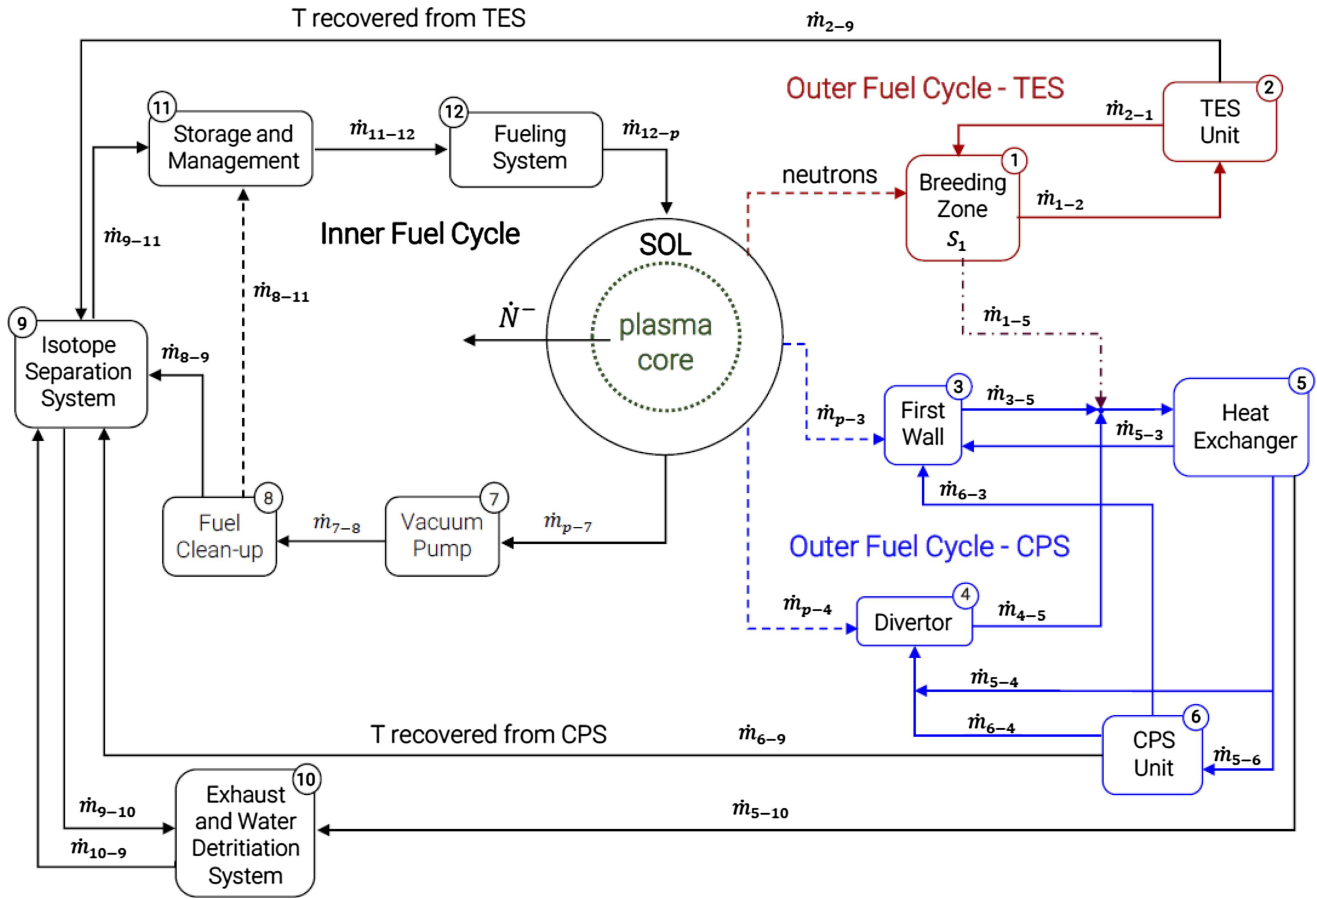 T recovered from TES
ṁ₂₋₉
Outer Fuel Cycle - TES
2
TES
Unit
ṁ₂₋₁
11
Storage and
Management
ṁ₁₁₋₁₂
12
Fueling
System
ṁ₁₂₋ₚ
neutrons
1
Breeding
Zone
S₁
ṁ₁₋₂
Inner Fuel Cycle
SOL
plasma
core
Ṅ⁻
ṁ₉₋₁₁
ṁ₈₋₁₁
ṁ₁₋₅
9
Isotope
Separation
System
ṁ₈₋₉
ṁₚ₋₃
3
First
Wall
ṁ₃₋₅
ṁ₅₋₃
5
Heat
Exchanger
ṁ₆₋₃
8
Fuel
Clean-up
ṁ₇₋₈
7
Vacuum
Pump
ṁₚ₋₇
Outer Fuel Cycle - CPS
ṁₚ₋₄
4
Divertor
ṁ₄₋₅
ṁ₅₋₄
ṁ₆₋₄
6
CPS
Unit
ṁ₅₋₆
T recovered from CPS
ṁ₆₋₉
ṁ₉₋₁₀
ṁ₁₀₋₉
10
Exhaust
and Water
Detritiation
System
ṁ₅₋₁₀